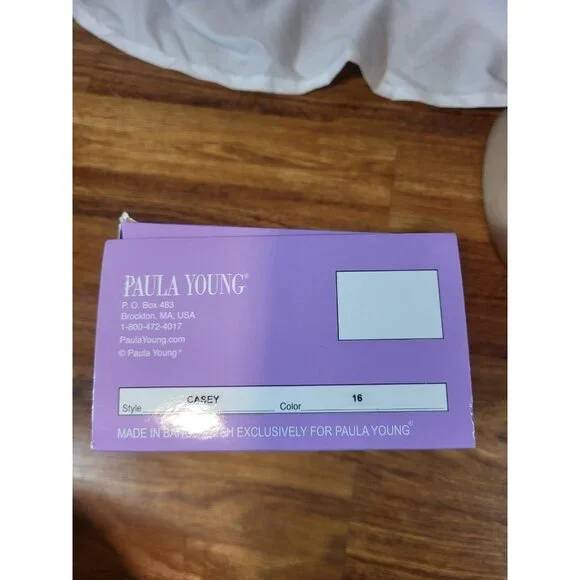 PAULA YOUNG®
P. O. Box 483
Brockton, MA, USA
1-800-472-4017
PaulaYoung.com
© Paula Young®
Style CASEY Color 16
MADE IN EXCLUSIVELY FOR PAULA YOUNG®